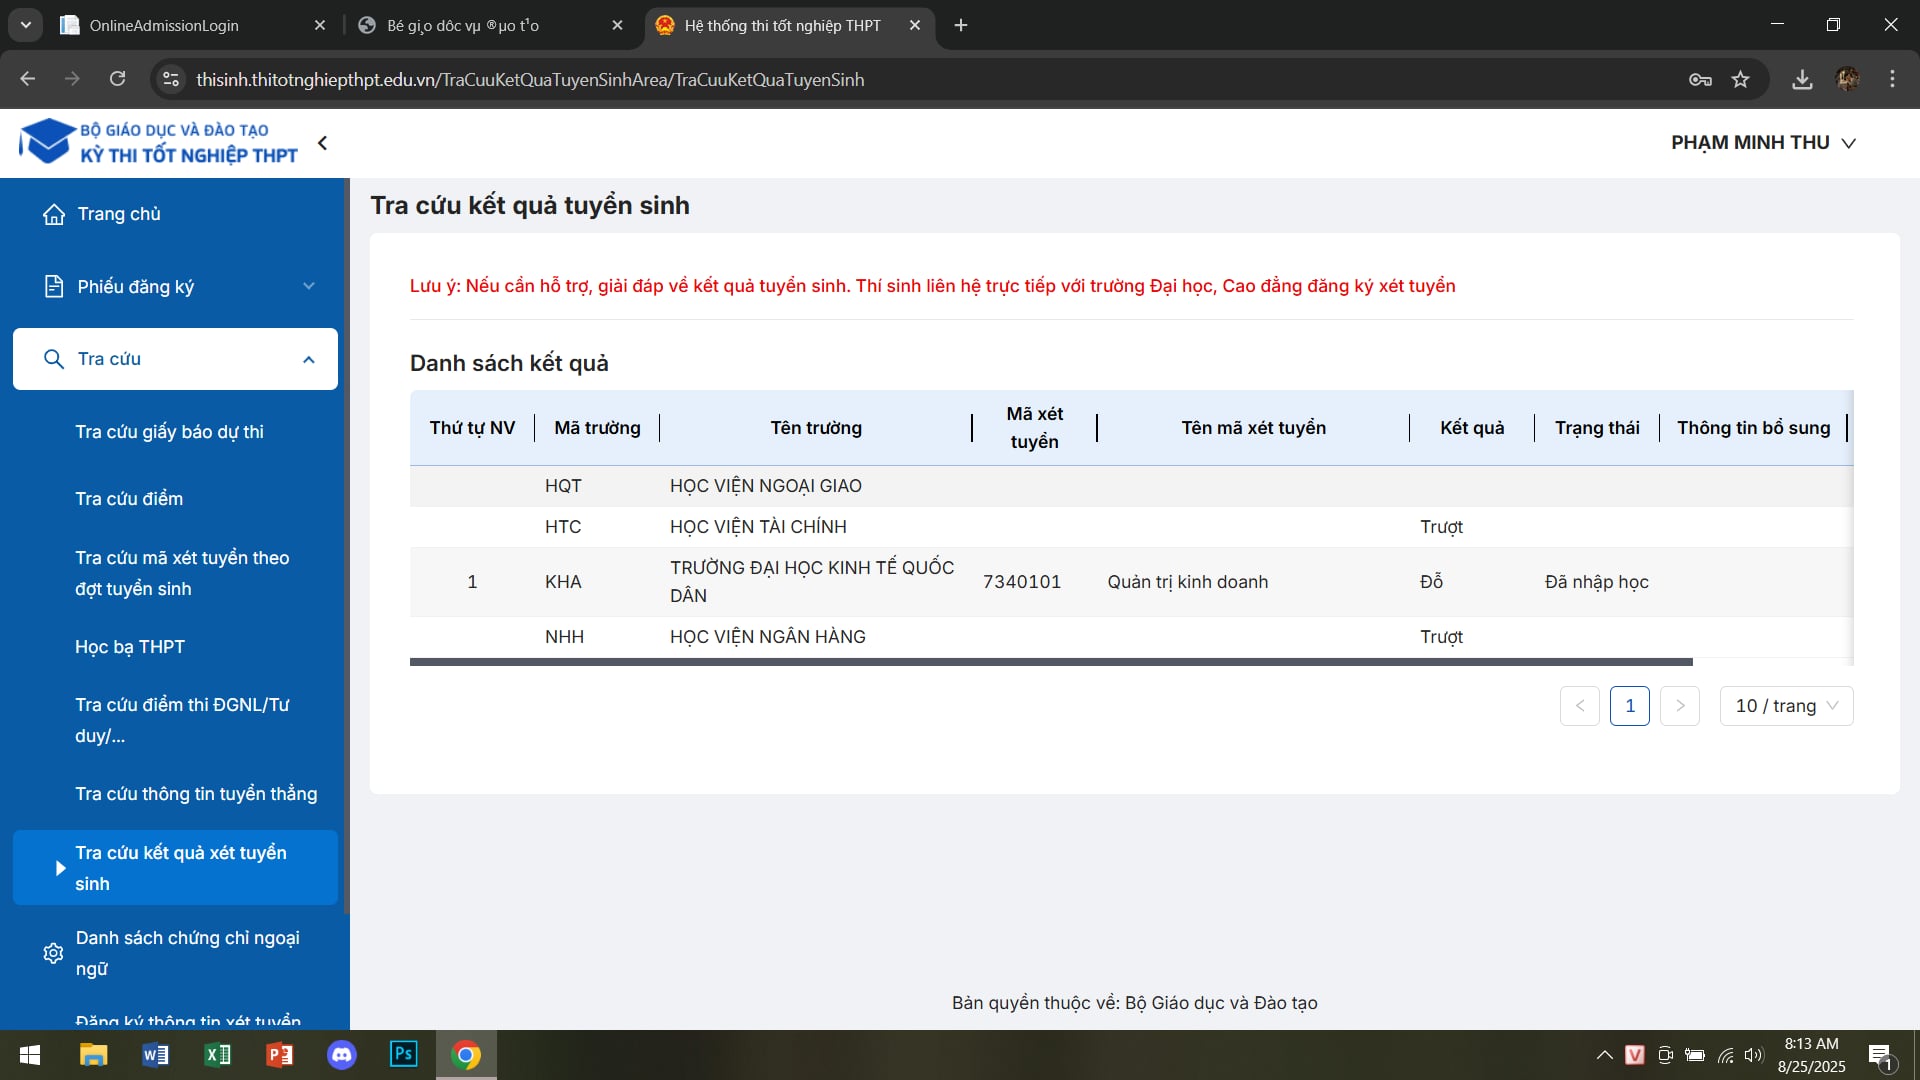 OnlineAdmissionLogin
Bé gi¸o dôc vµ ®µo t¹o
Hệ thống thi tốt nghiệp THPT
thisinh.thitotnghiepthpt.edu.vn/TraCuuKetQuaTuyenSinhArea/TraCuuKetQuaTuyenSinh
BỘ GIÁO DỤC VÀ ĐÀO TẠO
KỲ THI TỐT NGHIỆP THPT
PHẠM MINH THU
Trang chủ
Phiếu đăng ký
Tra cứu
Tra cứu giấy báo dự thi
Tra cứu điểm
Tra cứu mã xét tuyển theo
đợt tuyển sinh
Học bạ THPT
Tra cứu điểm thi ĐGNL/Tư
duy/...
Tra cứu thông tin tuyển thẳng
Tra cứu kết quả xét tuyển
sinh
Danh sách chứng chỉ ngoại
ngữ
Đăng ký thông tin xét tuyển
Tra cứu kết quả tuyển sinh
Lưu ý: Nếu cần hỗ trợ, giải đáp về kết quả tuyển sinh. Thí sinh liên hệ trực tiếp với trường Đại học, Cao đẳng đăng ký xét tuyển
Danh sách kết quả
Thứ tự NV Mã trường Tên trường Mã xét tuyển Tên mã xét tuyển Kết quả Trạng thái Thông tin bổ sung
HQT HỌC VIỆN NGOẠI GIAO
HTC HỌC VIỆN TÀI CHÍNH Trượt
1 KHA TRƯỜNG ĐẠI HỌC KINH TẾ QUỐC DÂN 7340101 Quản trị kinh doanh Đỗ Đã nhập học
NHH HỌC VIỆN NGÂN HÀNG Trượt
< 1 > 10 / trang
Bản quyền thuộc về: Bộ Giáo dục và Đào tạo
Ps
V
8:13 AM
8/25/2025
1